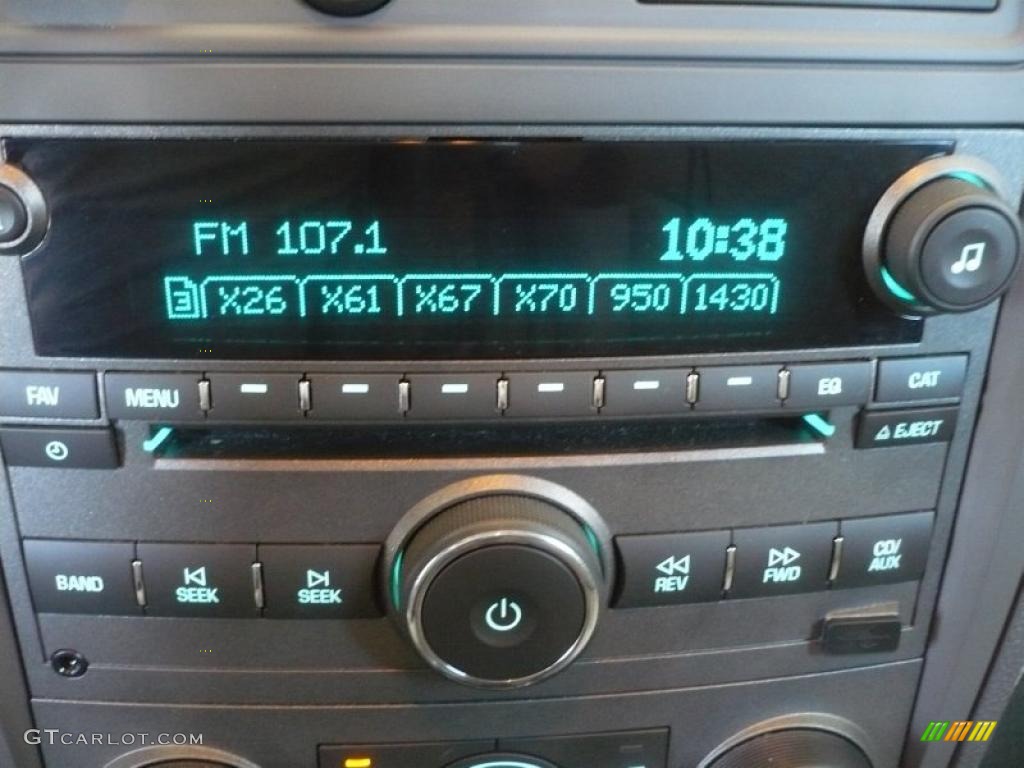 FM 107.1 10:38
3 X26 X61 X67 X70 950 1430
FAV MENU EQ CAT
EJECT
BAND SEEK SEEK REV FWD CD/
AUX
GTCARLOT.COM